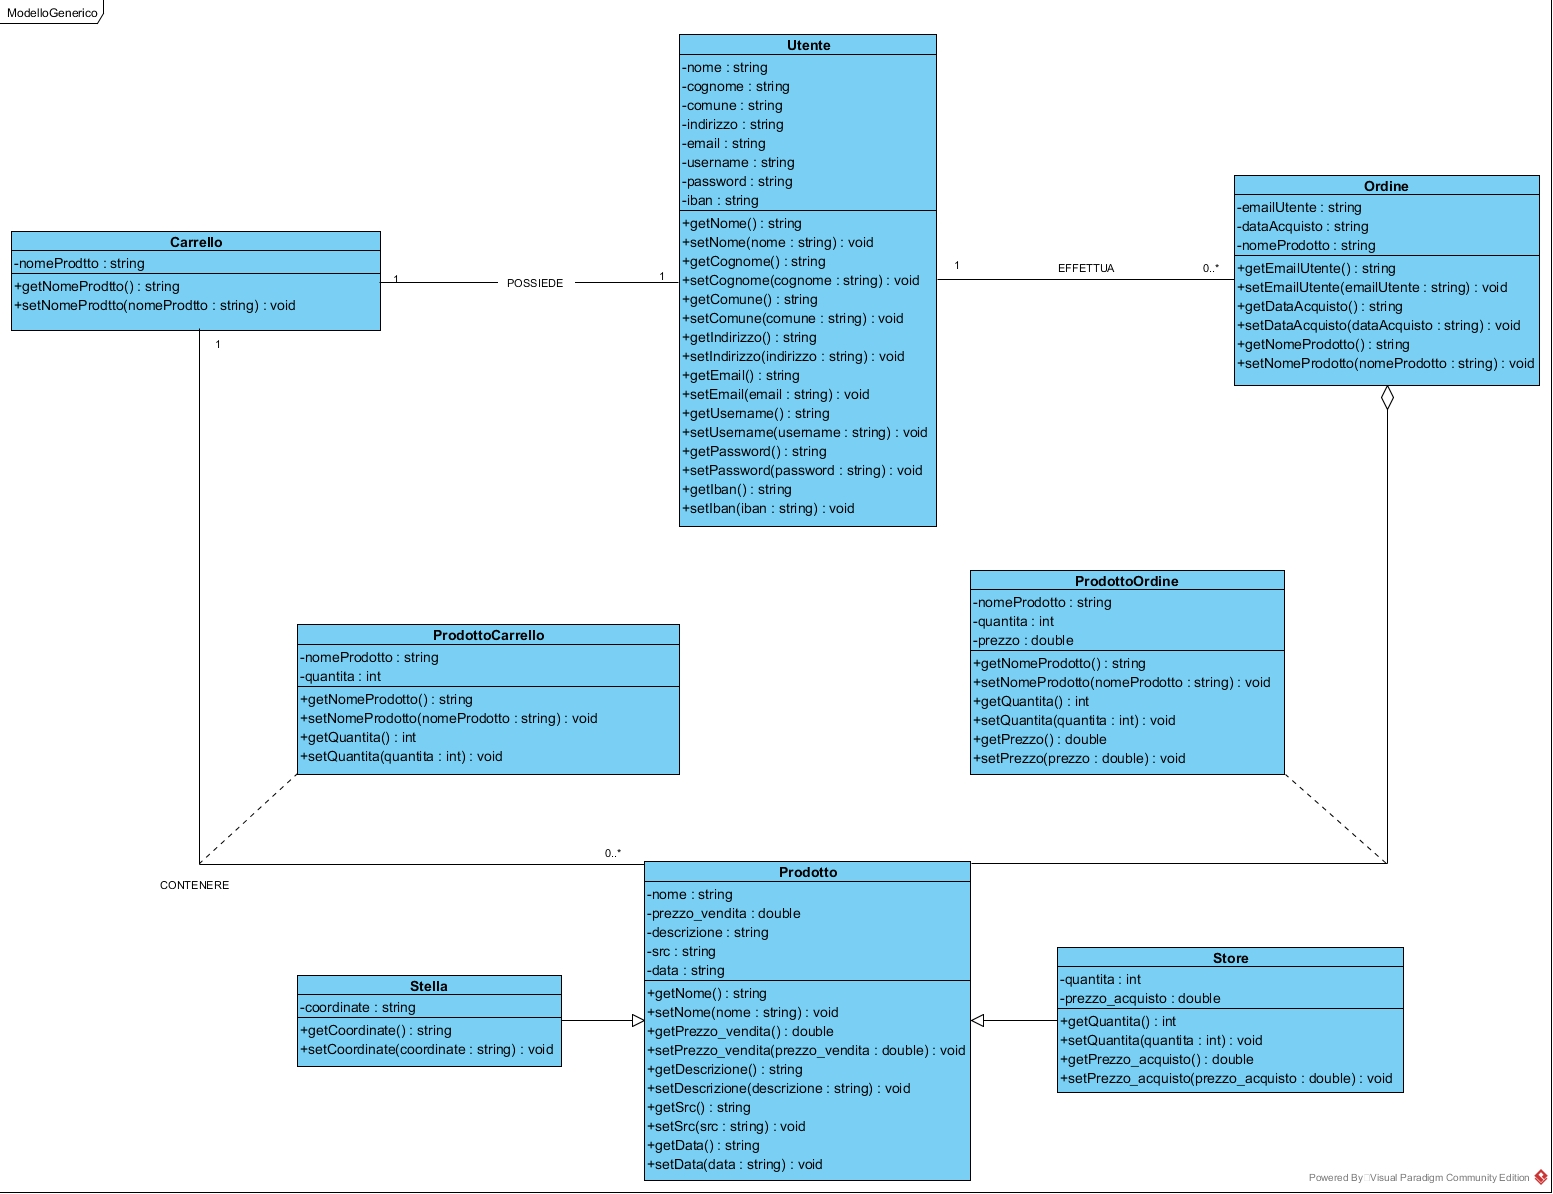 ModelloGenerico
Utente
-nome : string
-cognome : string
-comune : string
-indirizzo : string
-email : string
-username : string
-password : string
-iban : string
+getNome() : string
+setNome(nome : string) : void
+getCognome() : string
+setCognome(cognome : string) : void
+getComune() : string
+setComune(comune : string) : void
+getIndirizzo() : string
+setIndirizzo(indirizzo : string) : void
+getEmail() : string
+setEmail(email : string) : void
+getUsername() : string
+setUsername(username : string) : void
+getPassword() : string
+setPassword(password : string) : void
+getIban() : string
+setIban(iban : string) : void
Carrello
-nomeProdtto : string
+getNomeProdtto() : string
+setNomeProdtto(nomeProdtto : string) : void
1
POSSIEDE
1
1
EFFETTUA
0..*
Ordine
-emailUtente : string
-dataAcquisto : string
-nomeProdotto : string
+getEmailUtente() : string
+setEmailUtente(emailUtente : string) : void
+getDataAcquisto() : string
+setDataAcquisto(dataAcquisto : string) : void
+getNomeProdotto() : string
+setNomeProdotto(nomeProdotto : string) : void
1
ProdottoCarrello
-nomeProdotto : string
-quantita : int
+getNomeProdotto() : string
+setNomeProdotto(nomeProdotto : string) : void
+getQuantita() : int
+setQuantita(quantita : int) : void
ProdottoOrdine
-nomeProdotto : string
-quantita : int
-prezzo : double
+getNomeProdotto() : string
+setNomeProdotto(nomeProdotto : string) : void
+getQuantita() : int
+setQuantita(quantita : int) : void
+getPrezzo() : double
+setPrezzo(prezzo : double) : void
0..*
CONTENERE
Prodotto
-nome : string
-prezzo_vendita : double
-descrizione : string
-src : string
-data : string
+getNome() : string
+setNome(nome : string) : void
+getPrezzo_vendita() : double
+setPrezzo_vendita(prezzo_vendita : double) : void
+getDescrizione() : string
+setDescrizione(descrizione : string) : void
+getSrc() : string
+setSrc(src : string) : void
+getData() : string
+setData(data : string) : void
Stella
-coordinate : string
+getCoordinate() : string
+setCoordinate(coordinate : string) : void
Store
-quantita : int
-prezzo_acquisto : double
+getQuantita() : int
+setQuantita(quantita : int) : void
+getPrezzo_acquisto() : double
+setPrezzo_acquisto(prezzo_acquisto : double) : void
Powered By Visual Paradigm Community Edition